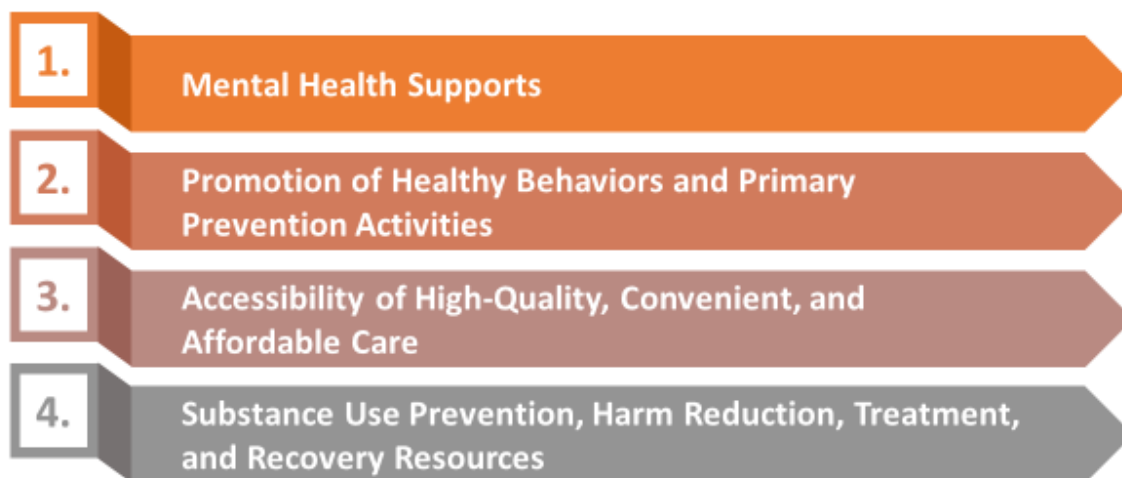 1.
Mental Health Supports
2.
Promotion of Healthy Behaviors and Primary
Prevention Activities
3.
Accessibility of High-Quality, Convenient, and
Affordable Care
4.
Substance Use Prevention, Harm Reduction, Treatment,
and Recovery Resources